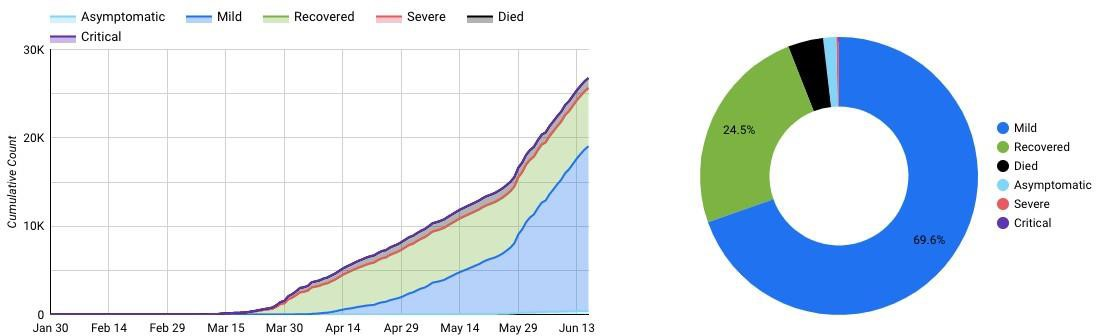 Asymptomatic Mild Recovered Severe Died
Critical
30K
20K
10K
0
Cumulative Count
Jan 30 Feb 14 Feb 29 Mar 15 Mar 30 Apr 14 Apr 29 May 14 May 29 Jun 13
24.5%
69.6%
Mild
Recovered
Died
Asymptomatic
Severe
Critical